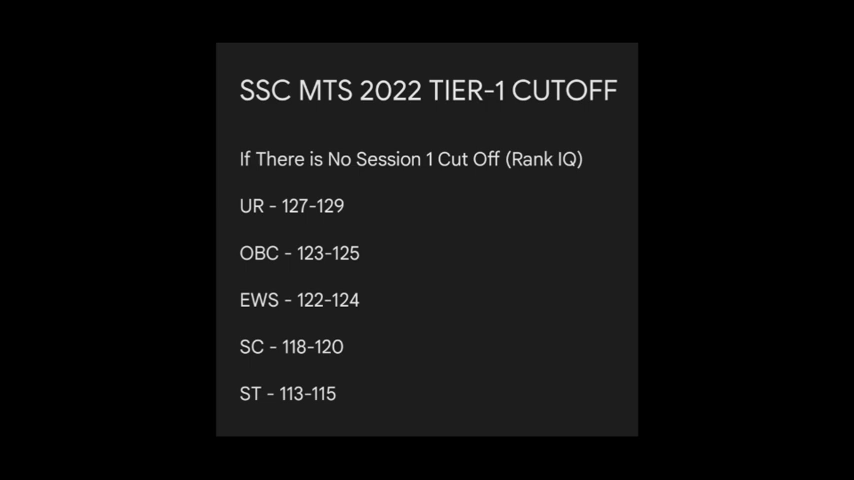 SSC MTS 2022 TIER-1 CUTOFF
If There is No Session 1 Cut Off (Rank IQ)
UR - 127-129
OBC - 123-125
EWS - 122-124
SC - 118-120
ST - 113-115